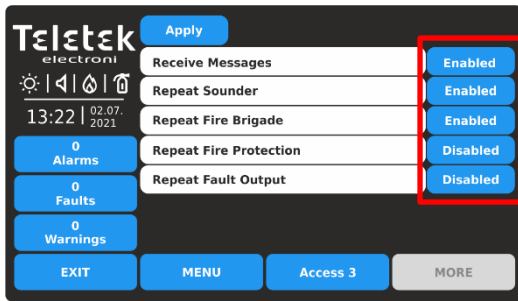 Teletek
electroni
13:22
02.07.
2021
0
Alarms
0
Faults
0
Warnings
EXIT
Apply
Receive Messages Enabled
Repeat Sounder Enabled
Repeat Fire Brigade Enabled
Repeat Fire Protection Disabled
Repeat Fault Output Disabled
MENU
Access 3
MORE